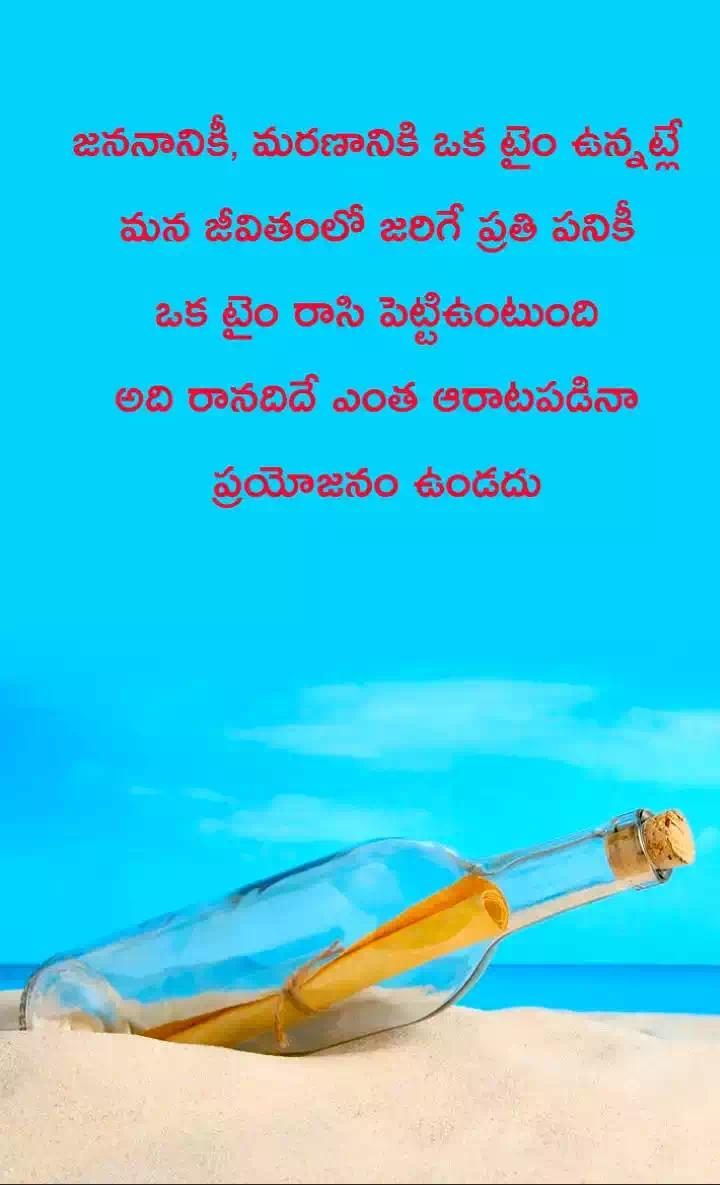 జననానికీ, మరణానికి ఒక టైం ఉన్నట్లే
మన జీవితంలో జరిగే ప్రతి పనికీ
ఒక టైం రాసి పెట్టిఉంటుంది
అది రానదిదే ఎంత ఆరాటపడినా
ప్రయోజనం ఉండదు